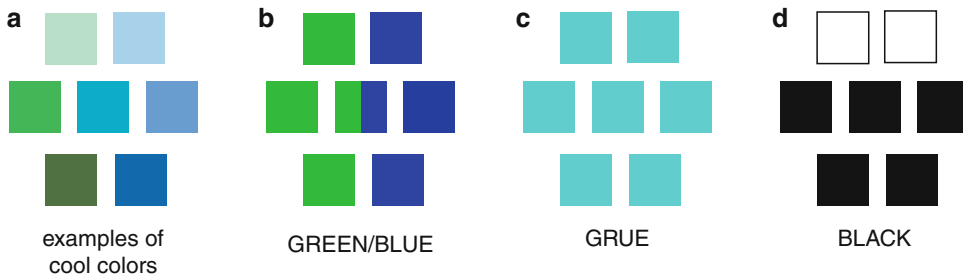 a
b
c
d
examples of
cool colors
GREEN/BLUE
GRUE
BLACK